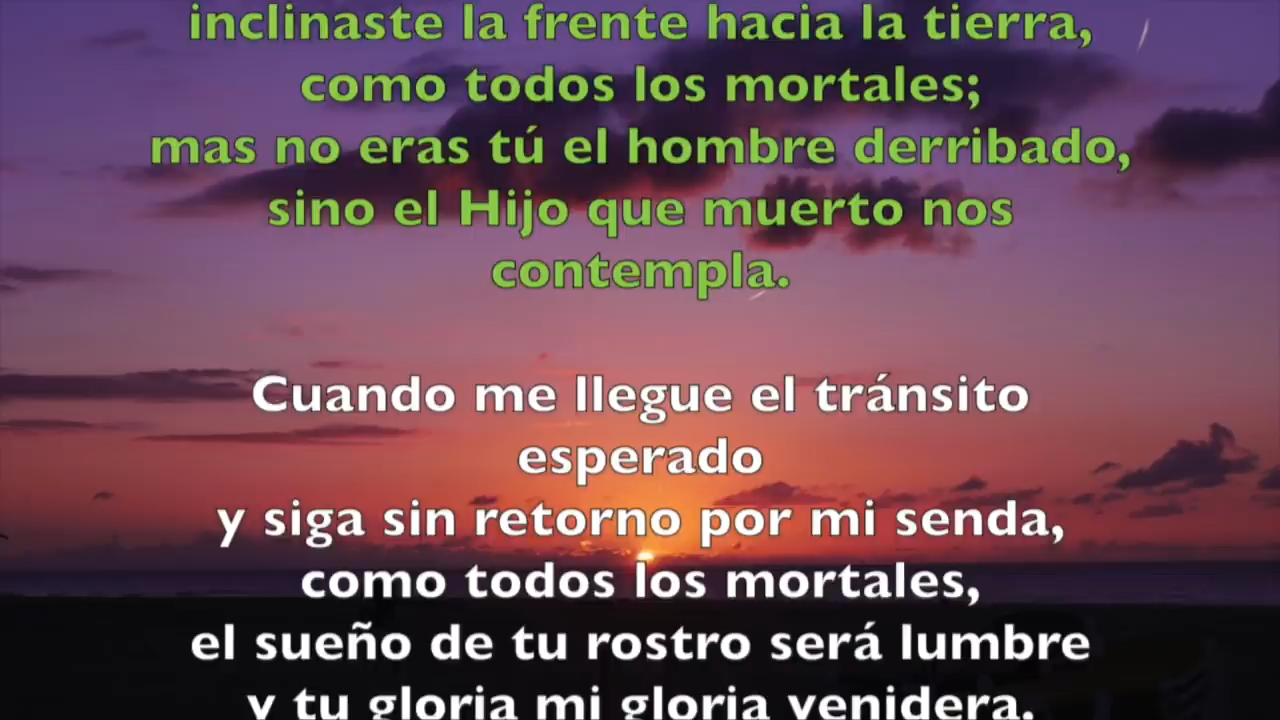 inclinaste la frente hacia la tierra,
como todos los mortales;
mas no eras tú el hombre derribado,
sino el Hijo que muerto nos
contempla.
Cuando me llegue el tránsito
esperado
y siga sin retorno por mi senda,
como todos los mortales,
el sueño de tu rostro será lumbre
y tu gloria mi gloria venidera.